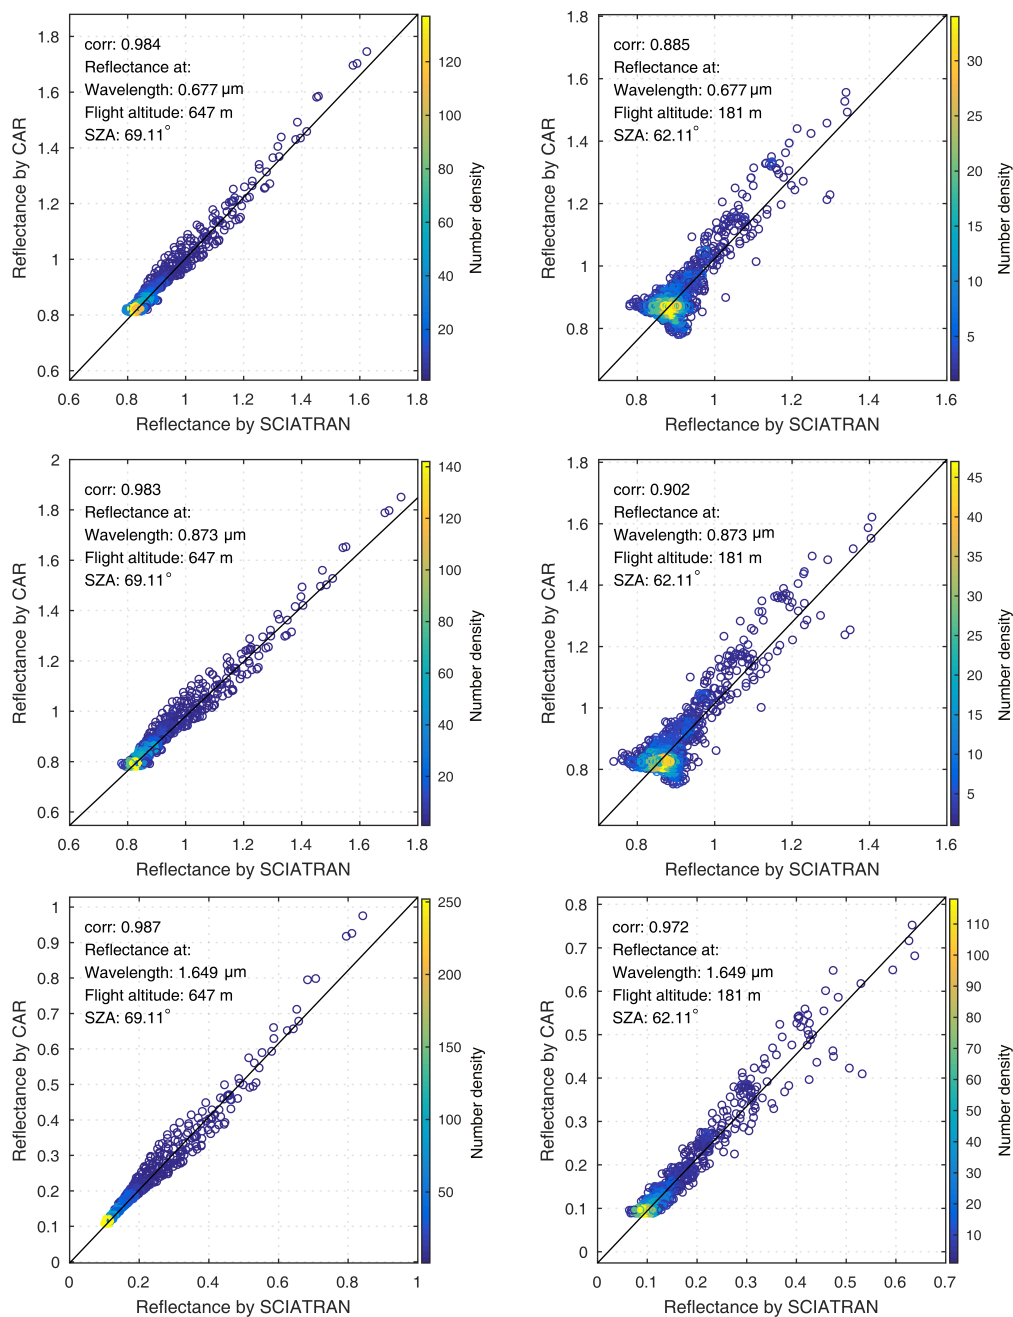 corr: 0.984
Reflectance at:
Wavelength: 0.677 µm
Flight altitude: 647 m
SZA: 69.11°
Reflectance by CAR
1.8
1.6
1.4
1.2
1
0.8
0.6
0.6 0.8 1.0 1.2 1.4 1.6 1.8
Reflectance by SCIATRAN
120
100
80
60
40
20
Number density
corr: 0.885
Reflectance at:
Wavelength: 0.677 µm
Flight altitude: 181 m
SZA: 62.11°
Reflectance by CAR
1.8
1.6
1.4
1.2
1
0.8
0.8 1 1.2 1.4 1.6
Reflectance by SCIATRAN
30
25
20
15
10
5
Number density
corr: 0.983
Reflectance at:
Wavelength: 0.873 µm
Flight altitude: 647 m
SZA: 69.11°
Reflectance by CAR
2
1.8
1.6
1.4
1.2
1
0.8
0.6
0.6 0.8 1 1.2 1.4 1.6 1.8
Reflectance by SCIATRAN
140
120
100
80
60
40
20
Number density
corr: 0.902
Reflectance at:
Wavelength: 0.873 µm
Flight altitude: 181 m
SZA: 62.11°
Reflectance by CAR
1.8
1.6
1.4
1.2
1
0.8
0.8 1 1.2 1.4 1.6
Reflectance by SCIATRAN
45
40
35
30
25
20
15
10
5
Number density
corr: 0.987
Reflectance at:
Wavelength: 1.649 µm
Flight altitude: 647 m
SZA: 69.11°
Reflectance by CAR
1
0.9
0.8
0.7
0.6
0.5
0.4
0.3
0.2
0.1
0
0 0.2 0.4 0.6 0.8 1
Reflectance by SCIATRAN
250
200
150
100
50
Number density
corr: 0.972
Reflectance at:
Wavelength: 1.649 µm
Flight altitude: 181 m
SZA: 62.11°
Reflectance by CAR
0.8
0.7
0.6
0.5
0.4
0.3
0.2
0.1
0
0 0.1 0.2 0.3 0.4 0.5 0.6 0.7
Reflectance by SCIATRAN
110
100
90
80
70
60
50
40
30
20
10
Number density